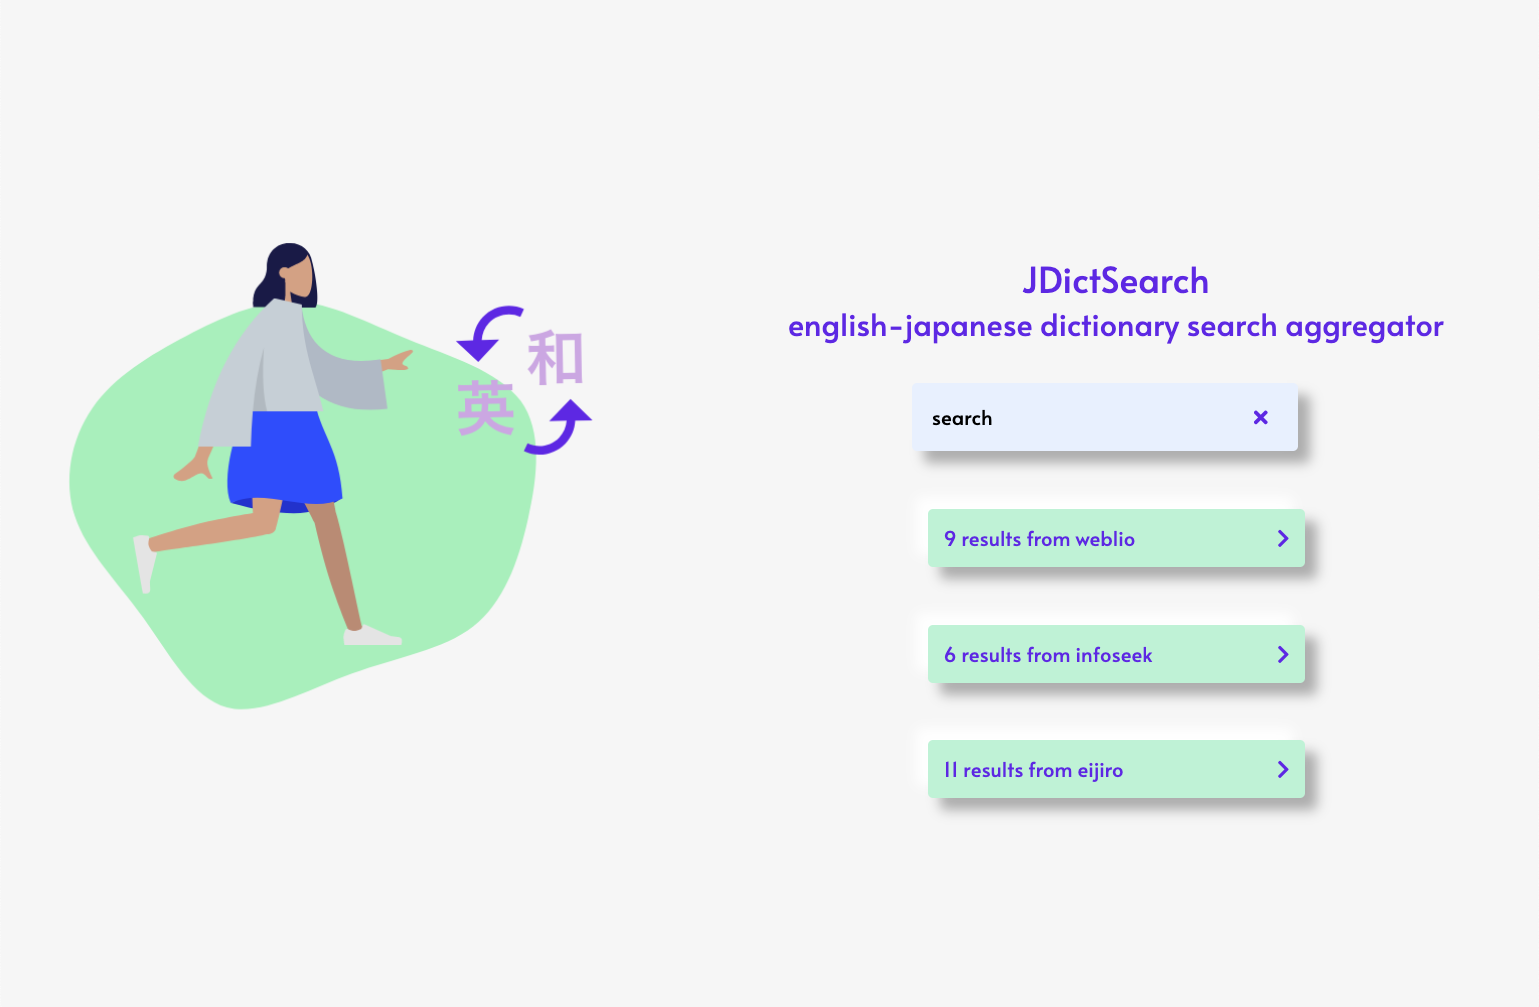 和
英
JDictSearch
english-japanese dictionary search aggregator
search
9 results from weblio
6 results from infoseek
11 results from eijiro